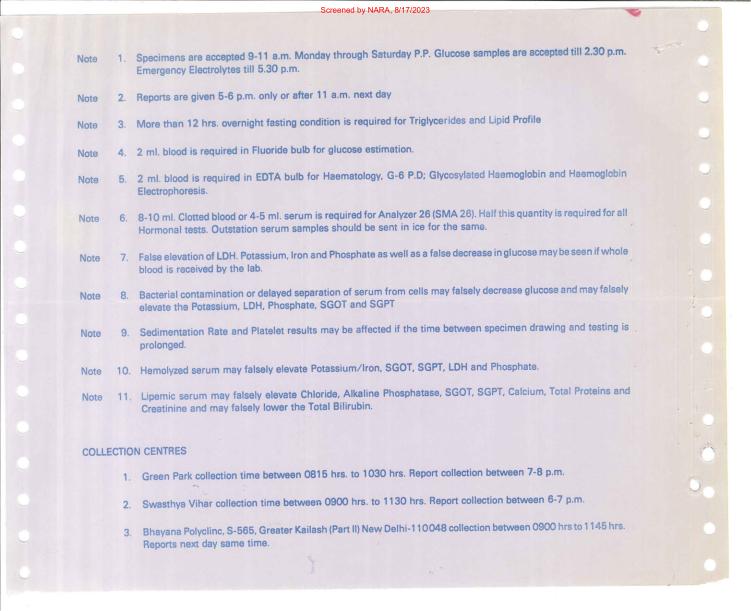 Screened by NARA, 8/17/2023
Note 1. Specimens are accepted 9-11 a.m. Monday through Saturday P.P. Glucose samples are accepted till 2.30 p.m.
Emergency Electrolytes till 5.30 p.m.
Note 2. Reports are given 5-6 p.m. only or after 11 a.m. next day
Note 3. More than 12 hrs. overnight fasting condition is required for Triglycerides and Lipid Profile
Note 4. 2 ml. blood is required in Fluoride bulb for glucose estimation.
Note 5. 2 ml. blood is required in EDTA bulb for Haematology, G-6 P.D; Glycosylated Haemoglobin and Haemoglobin
Electrophoresis.
Note 6. 8-10 ml. Clotted blood or 4-5 ml. serum is required for Analyzer 26 (SMA 26). Half this quantity is required for all
Hormonal tests. Outstation serum samples should be sent in ice for the same.
Note 7. False elevation of LDH. Potassium, Iron and Phosphate as well as a false decrease in glucose may be seen if whole
blood is received by the lab.
Note 8. Bacterial contamination or delayed separation of serum from cells may falsely decrease glucose and may falsely
elevate the Potassium, LDH, Phosphate, SGOT and SGPT
Note 9. Sedimentation Rate and Platelet results may be affected if the time between specimen drawing and testing is
prolonged.
Note 10. Hemolyzed serum may falsely elevate Potassium/Iron, SGOT, SGPT, LDH and Phosphate.
Note 11. Lipemic serum may falsely elevate Chloride, Alkaline Phosphatase, SGOT, SGPT, Calcium, Total Proteins and
Creatinine and may falsely lower the Total Bilirubin.
COLLECTION CENTRES
1. Green Park collection time between 0815 hrs. to 1030 hrs. Report collection between 7-8 p.m.
2. Swasthya Vihar collection time between 0900 hrs. to 1130 hrs. Report collection between 6-7 p.m.
3. Bhayana Polyclinc, S-565, Greater Kailash (Part II) New Delhi-110048 collection between 0900 hrs to 1145 hrs.
Reports next day same time.